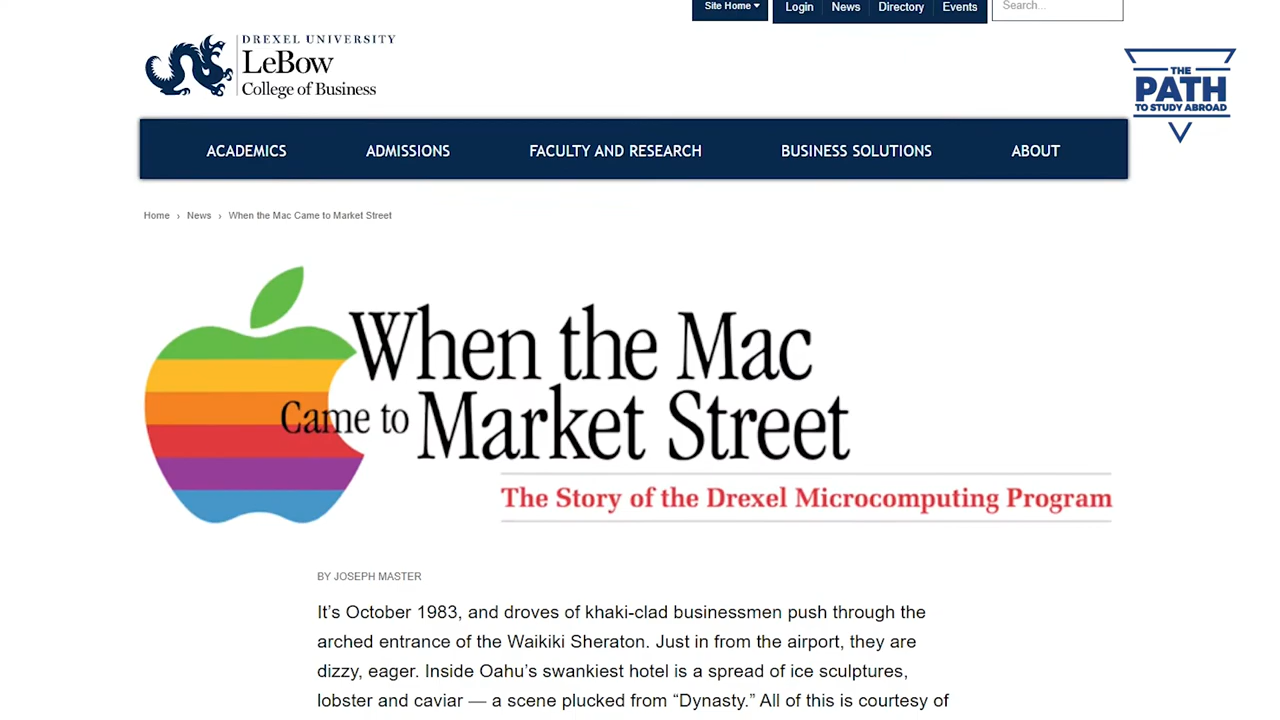 Site Home
Login
News
Directory
Events
Search...
DREXEL UNIVERSITY
LeBow
College of Business
THE
PATH
TO STUDY ABROAD
ACADEMICS
ADMISSIONS
FACULTY AND RESEARCH
BUSINESS SOLUTIONS
ABOUT
Home › News › When the Mac Came to Market Street
When the Mac
Came to Market Street
The Story of the Drexel Microcomputing Program
BY JOSEPH MASTER
It’s October 1983, and droves of khaki-clad businessmen push through the
arched entrance of the Waikiki Sheraton. Just in from the airport, they are
dizzy, eager. Inside Oahu’s swankiest hotel is a spread of ice sculptures,
lobster and caviar — a scene plucked from “Dynasty.” All of this is courtesy of